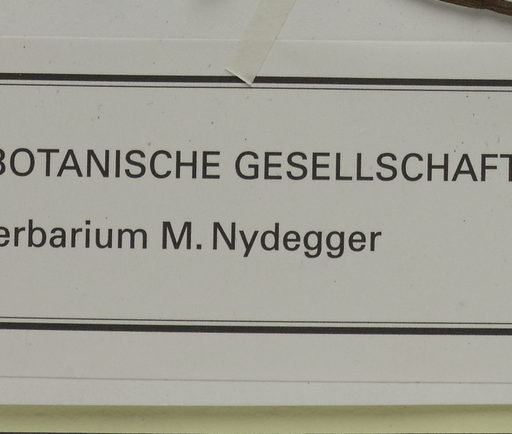 BOTANISCHE GESELLSCHAFT
erbarium M. Nydegger